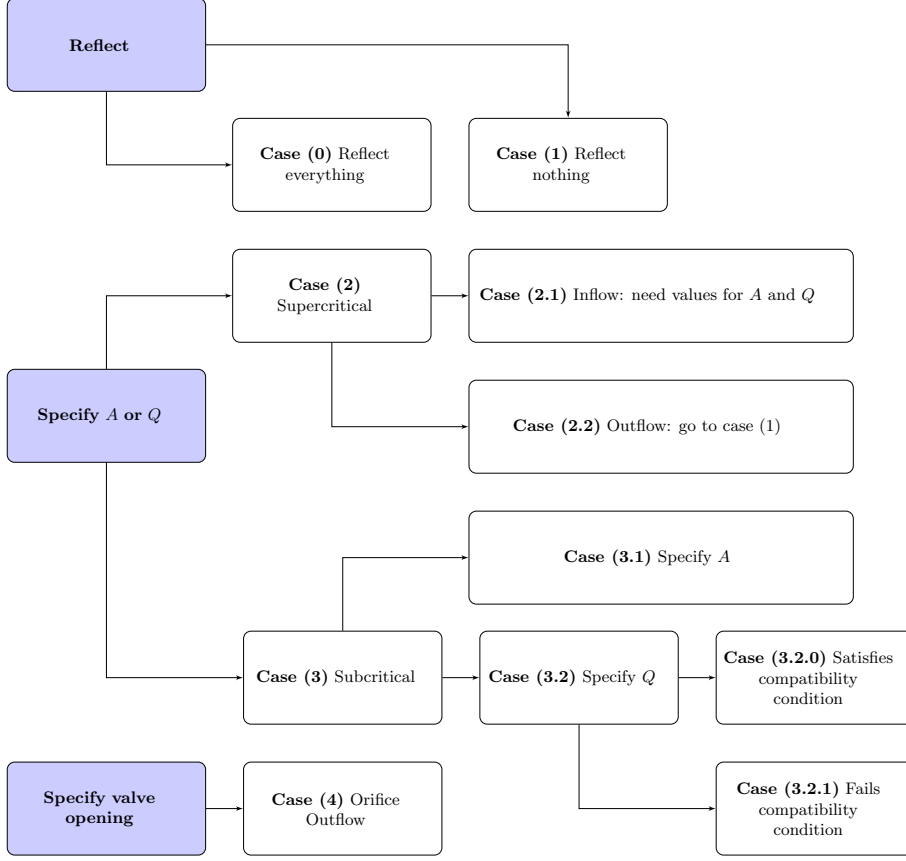 Reflect
Case (0) Reflect
everything
Case (1) Reflect
nothing
Case (2)
Supercritical
Case (2.1) Inflow: need values for A and Q
Specify A or Q
Case (2.2) Outflow: go to case (1)
Case (3.1) Specify A
Case (3) Subcritical
Case (3.2) Specify Q
Case (3.2.0) Satisfies
compatibility
condition
Specify valve
opening
Case (4) Orifice
Outflow
Case (3.2.1) Fails
compatibility
condition